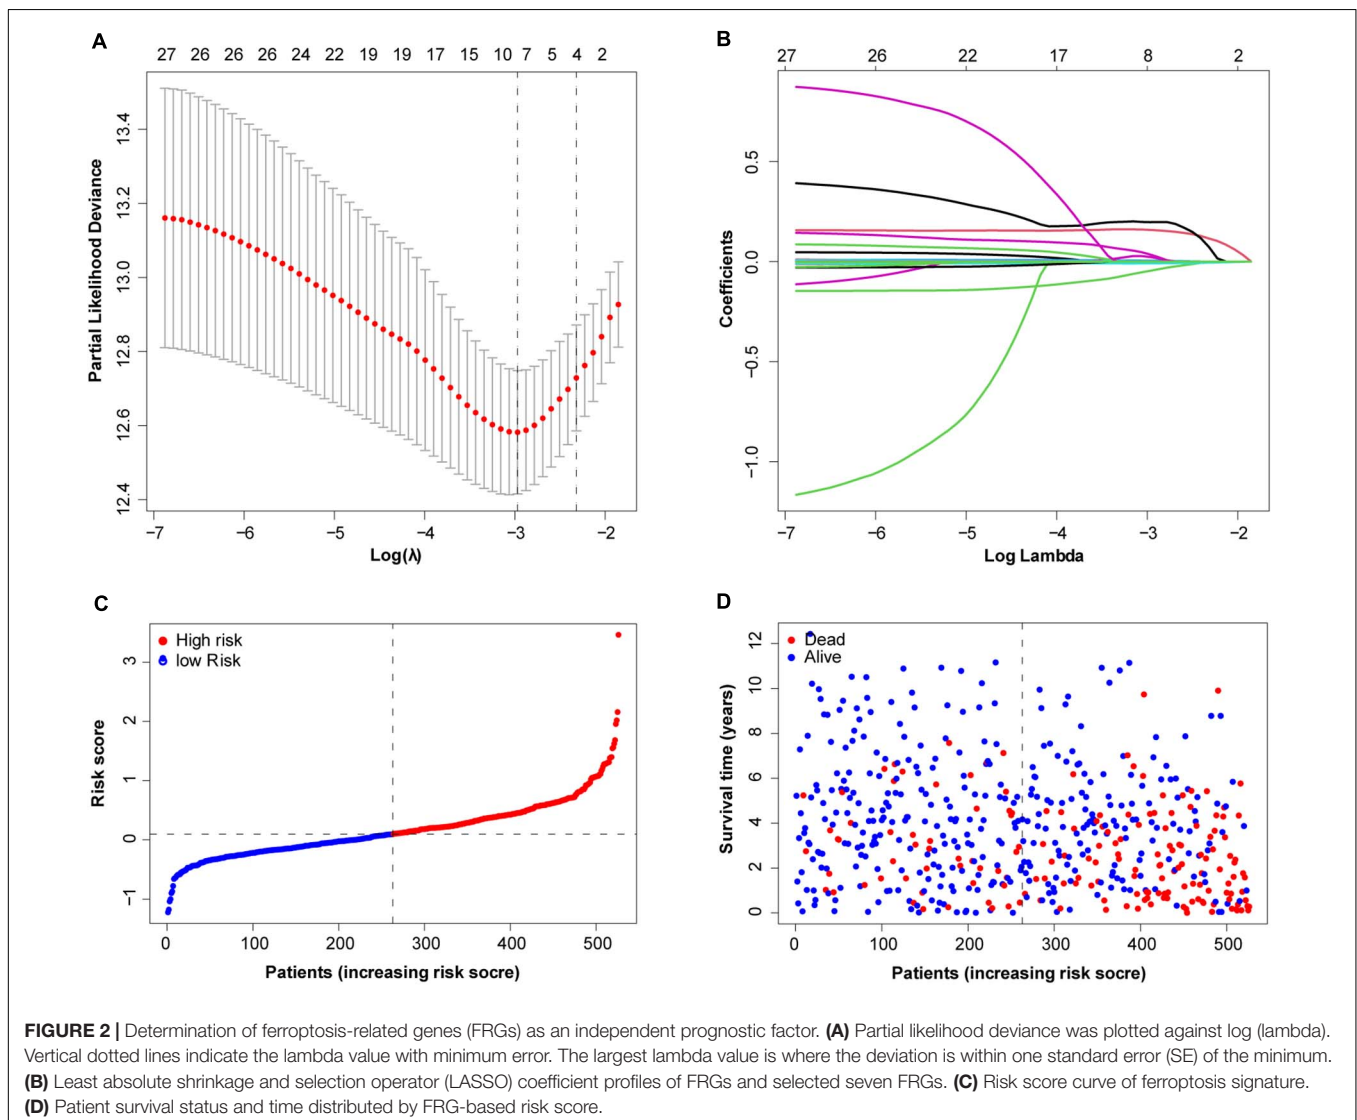 A
27 26 26 26 24 22 19 19 17 15 10 7 5 4 2
Partial Likelihood Deviance
13.4
13.2
13.0
12.8
12.6
12.4
−7 −6 −5 −4 −3 −2
Log(λ)
B
27 26 22 17 8 2
Coefficients
0.5
0.0
−0.5
−1.0
−7 −6 −5 −4 −3 −2
Log Lambda
C
High risk
low Risk
Risk score
3
2
1
0
−1
0 100 200 300 400 500
Patients (increasing risk socre)
D
Dead
Alive
Survival time (years)
12
10
8
6
4
2
0
0 100 200 300 400 500
Patients (increasing risk socre)
FIGURE 2 | Determination of ferroptosis-related genes (FRGs) as an independent prognostic factor. (A) Partial likelihood deviance was plotted against log (lambda).
Vertical dotted lines indicate the lambda value with minimum error. The largest lambda value is where the deviation is within one standard error (SE) of the minimum.
(B) Least absolute shrinkage and selection operator (LASSO) coefficient profiles of FRGs and selected seven FRGs. (C) Risk score curve of ferroptosis signature.
(D) Patient survival status and time distributed by FRG-based risk score.